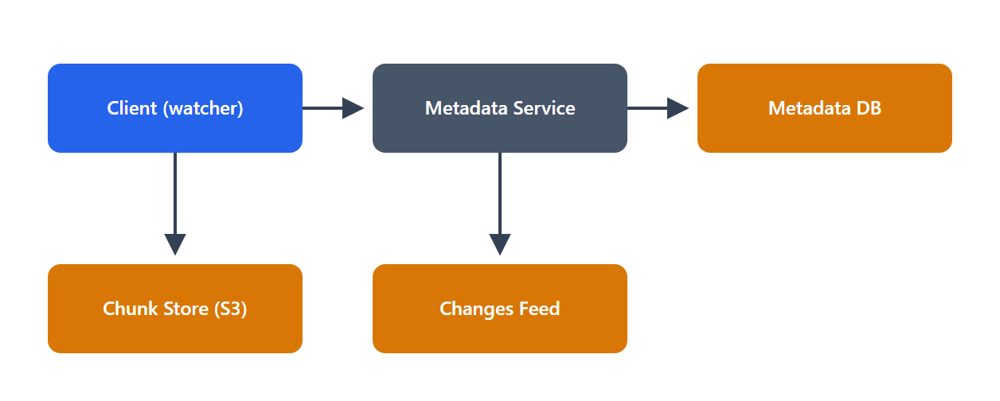 Client (watcher)
Metadata Service
Metadata DB
Chunk Store (S3)
Changes Feed